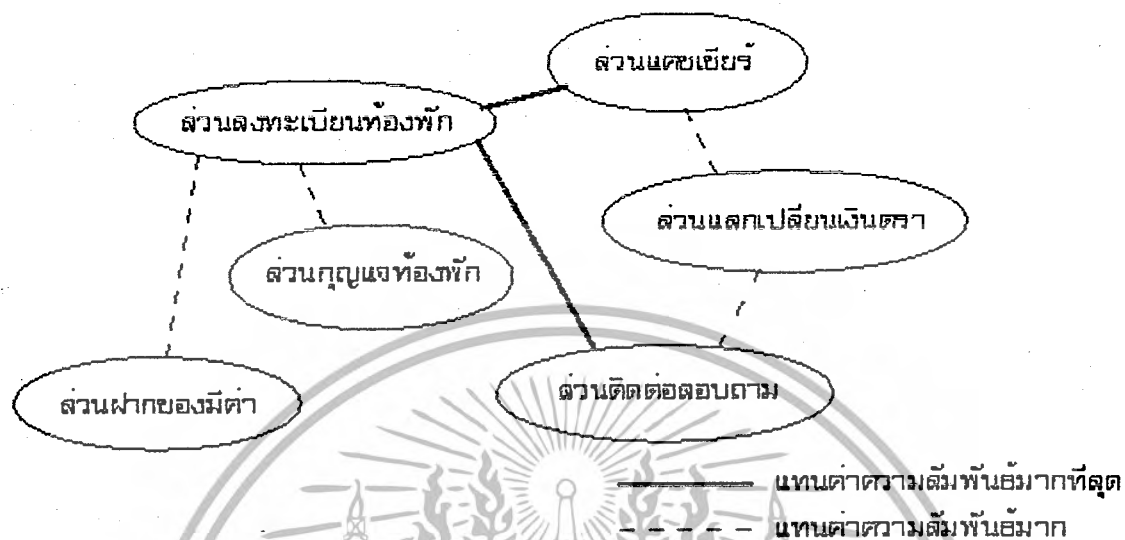 ส่วนแคชเชียร์
ส่วนลงทะเบียนห้องพัก
ส่วนแลกเปลี่ยนเงินตรา
ส่วนกุญแจห้องพัก
ส่วนฝากของมีค่า
ส่วนติดต่อสอบถาม
แทนค่าความสัมพันธ์มากที่สุด
แทนค่าความสัมพันธ์มาก